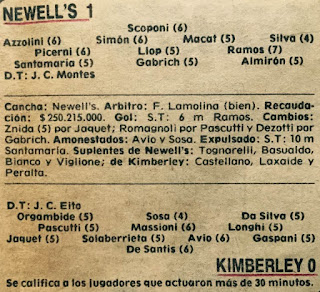 NEWELL'S 1
Scoponi (6)
Azzolini (6) Simón (6) Macat (5) Silva (4)
Picerni (6) Llop (5) Ramos (7)
Santamaría (5) Gabrich (5) Almirón (5)
D.T: J. C. Montes
Cancha: Newell's. Arbitro: F. Lamolina (bien). Recauda-
ción: $ 250.215.000. Gol: S.T: 6 m Ramos. Cambios:
Znida (5) por Jaquet; Romagnoli por Pascutti y Dezotti por
Gabrich. Amonestados: Avio y Sosa. Expulsado: S.T: 10 m
Santamaría. Suplentes de Newell's: Tognarelli, Basualdo,
Bianco y Viglione; de Kimberley: Castellano, Laxaide y
Peralta.
D.T: J.C. Eito
Orgambide (5) Sosa (4) Da Silva (5)
Pascutti (5) Massioni (6) Longhi (5)
Jaquet (5) Solaberrieta (5) Avio (6) Gaspani (5)
De Santis (6)
KIMBERLEY 0
Se califica a los jugadores que actuaron más de 30 minutos.